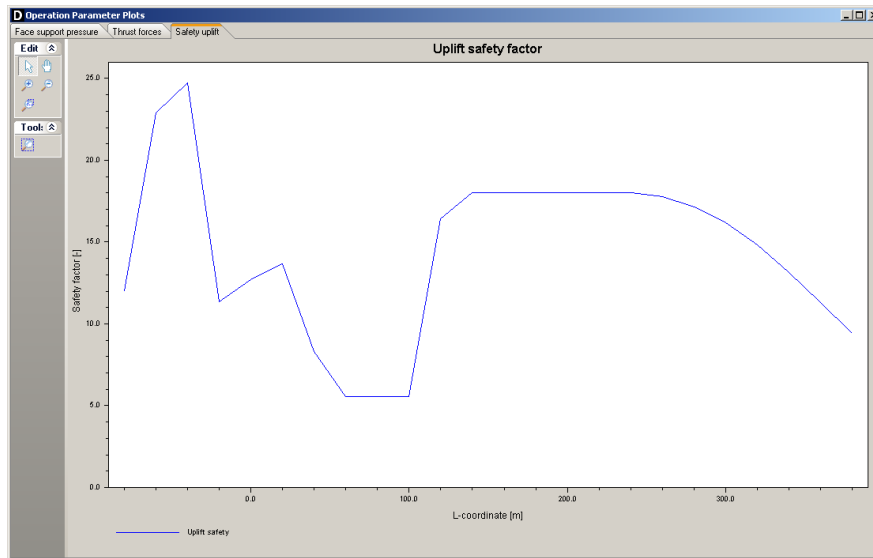 D Operation Parameter Plots
Face support pressure Thrust forces Safety uplift
Edit
Tool:
Uplift safety factor
25.0
20.0
15.0
10.0
5.0
0.0
Safety factor [-]
0.0 100.0 200.0 300.0
L-coordinate [m]
Uplift safety